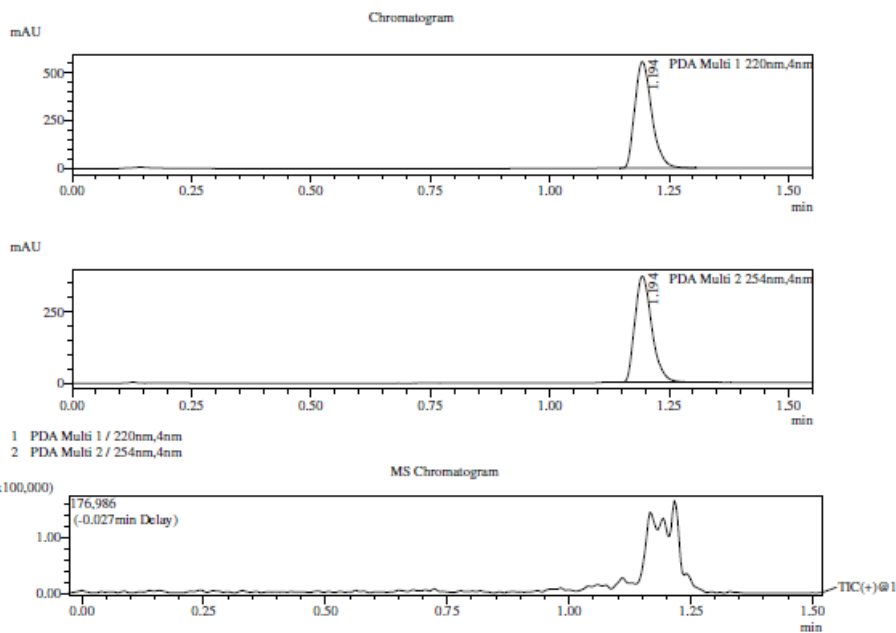 Chromatogram
mAU
PDA Multi 1 220nm,4nm
1.194
500
250
0
0.00 0.25 0.50 0.75 1.00 1.25 1.50
min
mAU
PDA Multi 2 254nm,4nm
1.194
250
0
0.00 0.25 0.50 0.75 1.00 1.25 1.50
min
1 PDA Multi 1 / 220nm,4nm
2 PDA Multi 2 / 254nm,4nm
MS Chromatogram
100,000)
176,986
(-0.027min Delay)
1.00
0.00
TIC(+)@1
0.00 0.25 0.50 0.75 1.00 1.25 1.50
min